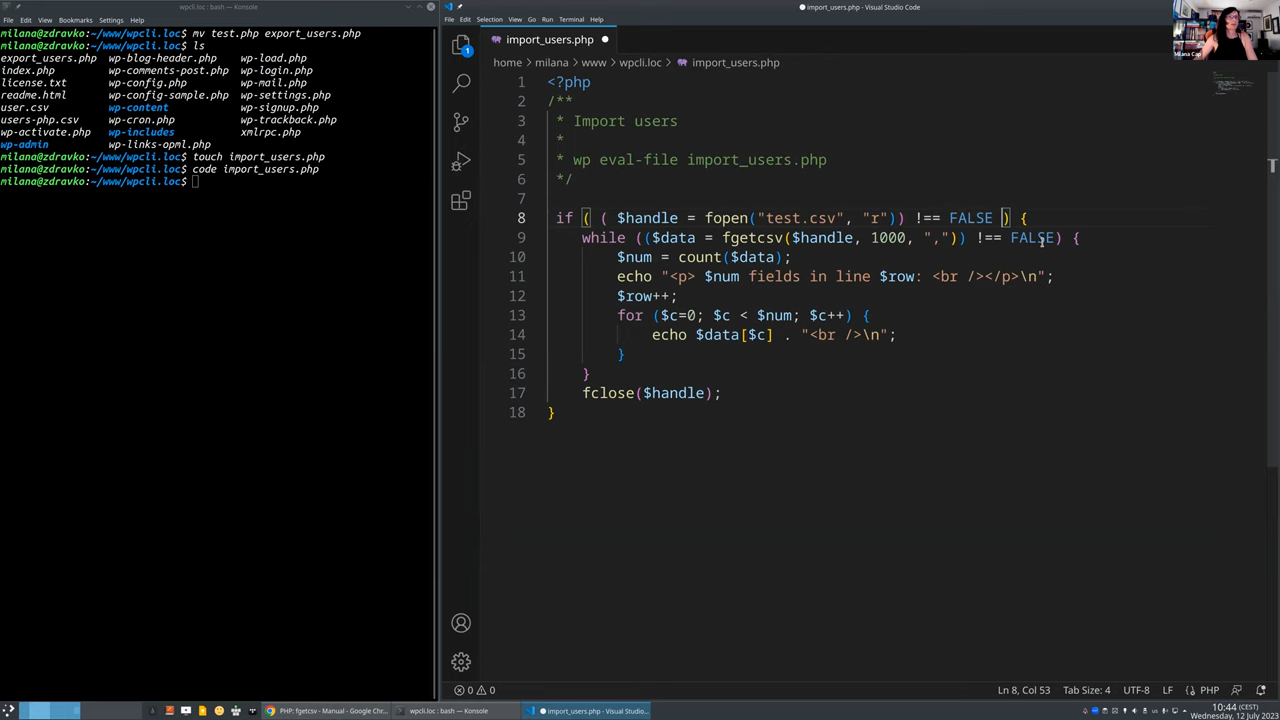 wpcli.loc : bash — Konsole
File Edit View Bookmarks Settings Help
milana@zdravko:~/www/wpcli.loc$ mv test.php export_users.php
milana@zdravko:~/www/wpcli.loc$ ls
export_users.php wp-blog-header.php wp-load.php
index.php wp-comments-post.php wp-login.php
license.txt wp-config.php wp-mail.php
readme.html wp-config-sample.php wp-settings.php
user.csv wp-content wp-signup.php
users-php.csv wp-cron.php wp-trackback.php
wp-activate.php wp-includes xmlrpc.php
wp-admin wp-links-opml.php
milana@zdravko:~/www/wpcli.loc$ touch import_users.php
milana@zdravko:~/www/wpcli.loc$ code import_users.php
milana@zdravko:~/www/wpcli.loc$
import_users.php - Visual Studio Code
File Edit Selection View Go Run Terminal Help
import_users.php
home > milana > www > wpcli.loc > import_users.php
1 <?php
2 /**
3 * Import users
4 *
5 * wp eval-file import_users.php
6 */
7
8 if ( ( $handle = fopen("test.csv", "r")) !== FALSE ) {
9 while (($data = fgetcsv($handle, 1000, ",")) !== FALSE) {
10 $num = count($data);
11 echo "<p> $num fields in line $row: <br /></p>\n";
12 $row++;
13 for ($c=0; $c < $num; $c++) {
14 echo $data[$c] . "<br />\n";
15 }
16 }
17 fclose($handle);
18 }
1
Milana Cap
0 0
Ln 8, Col 53 Tab Size: 4 UTF-8 LF PHP
PHP: fgetcsv - Manual - Google Chr...
wpcli.loc : bash — Konsole
import_users.php - Visual Studio...
10:44 (CEST)
Wednesday, 12 July 2023